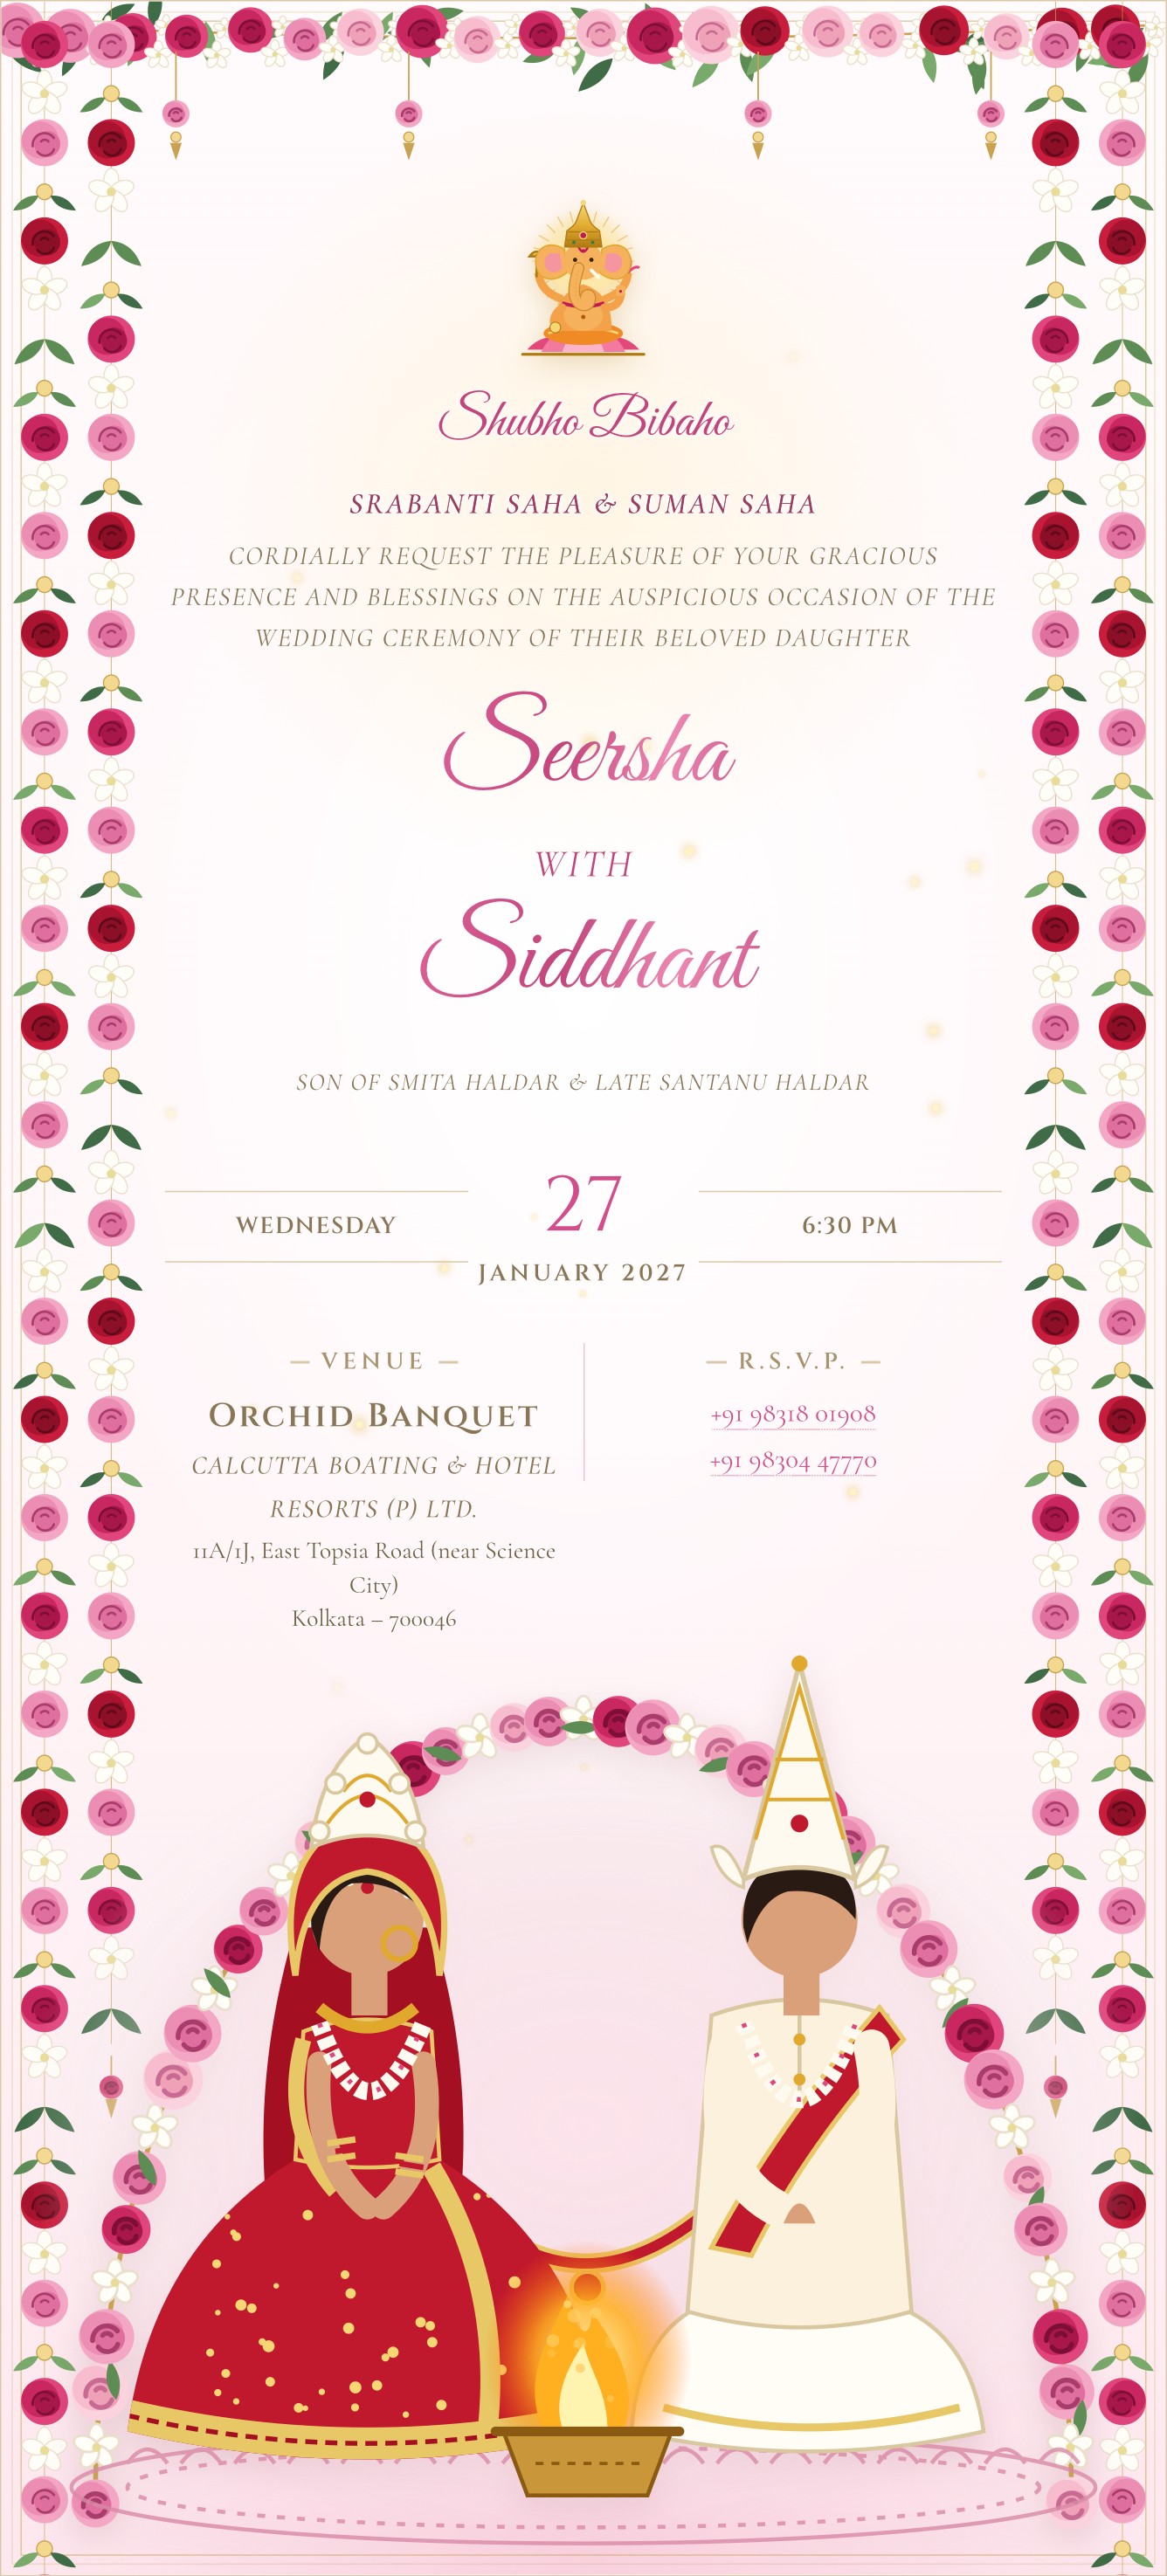 Shubho Bibaho
SRABANTI SAHA & SUMAN SAHA
CORDIALLY REQUEST THE PLEASURE OF YOUR GRACIOUS
PRESENCE AND BLESSINGS ON THE AUSPICIOUS OCCASION OF THE
WEDDING CEREMONY OF THEIR BELOVED DAUGHTER
Seersha
WITH
Siddhant
SON OF SMITA HALDAR & LATE SANTANU HALDAR
WEDNESDAY
27
JANUARY 2027
6:30 PM
— VENUE —
ORCHID BANQUET
CALCUTTA BOATING & HOTEL
RESORTS (P) LTD.
11A/1J, East Topsia Road (near Science
City)
Kolkata – 700046
— R.S.V.P. —
+91 98318 01908
+91 98304 47770